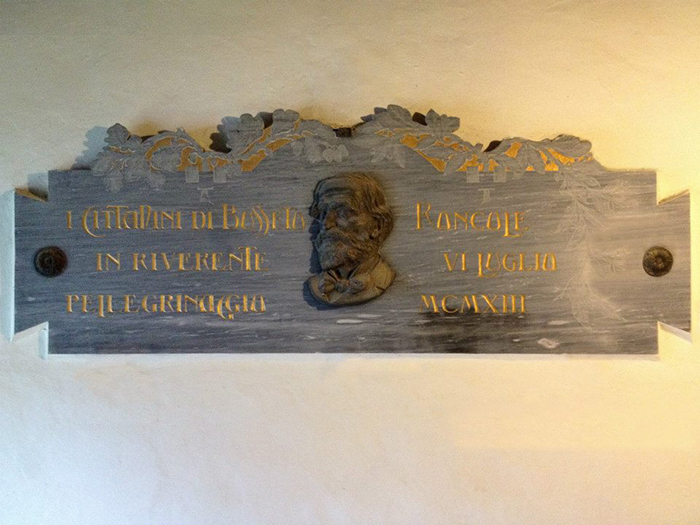 I CITTADINI DI BUSSETO
IN RIVERENTE
PELLEGRINAGGIO
RONCOLE
VI LUGLIO
MCMXIII